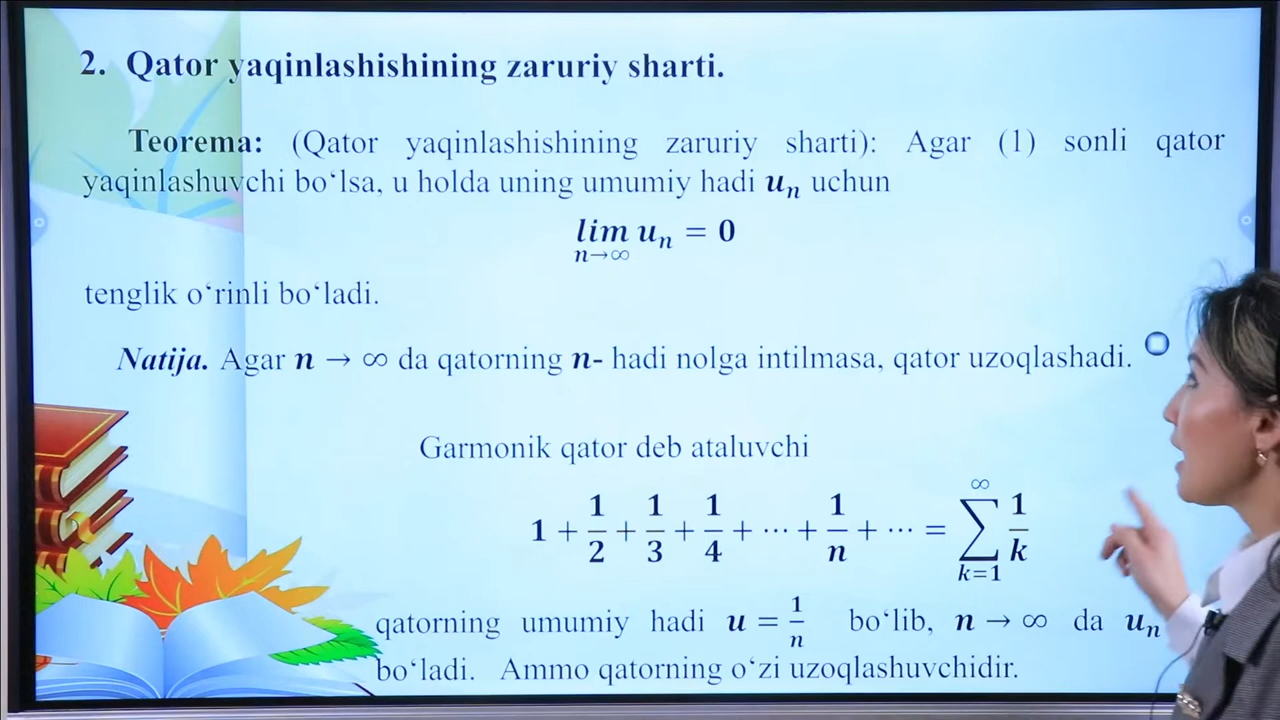 2. Qator yaqinlashishining zaruriy sharti.
Teorema: (Qator yaqinlashishining zaruriy sharti): Agar (1) sonli qator
yaqinlashuvchi bo‘lsa, u holda uning umumiy hadi uₙ uchun
lim uₙ = 0
n→∞
tenglik o‘rinli bo‘ladi.
Natija. Agar n → ∞ da qatorning n- hadi nolga intilmasa, qator uzoqlashadi.
Garmonik qator deb ataluvchi
1 + 1/2 + 1/3 + 1/4 + ⋯ + 1/n + ⋯ = ∑_{k=1}^{∞} 1/k
qatorning umumiy hadi u = 1/n bo‘lib, n → ∞ da uₙ
bo‘ladi. Ammo qatorning o‘zi uzoqlashuvchidir.